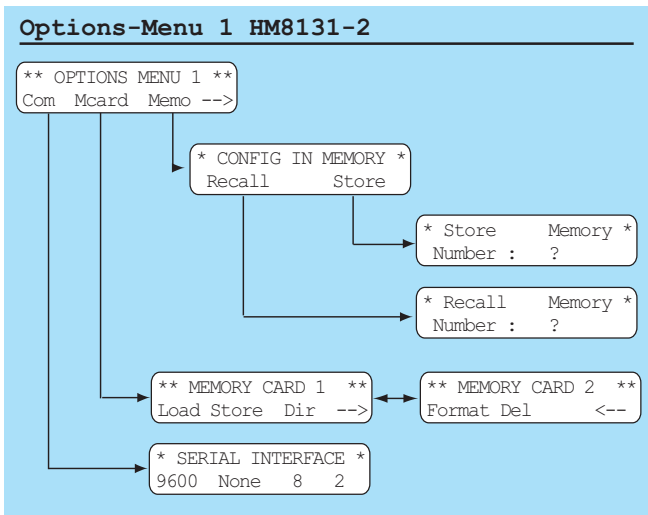 Options-Menu 1 HM8131-2
** OPTIONS MENU 1 **
Com Mcard Memo -->
* CONFIG IN MEMORY *
Recall Store
* Store Memory *
Number : ?
* Recall Memory *
Number : ?
** MEMORY CARD 1 **
Load Store Dir -->
** MEMORY CARD 2 **
Format Del <--
* SERIAL INTERFACE *
9600 None 8 2